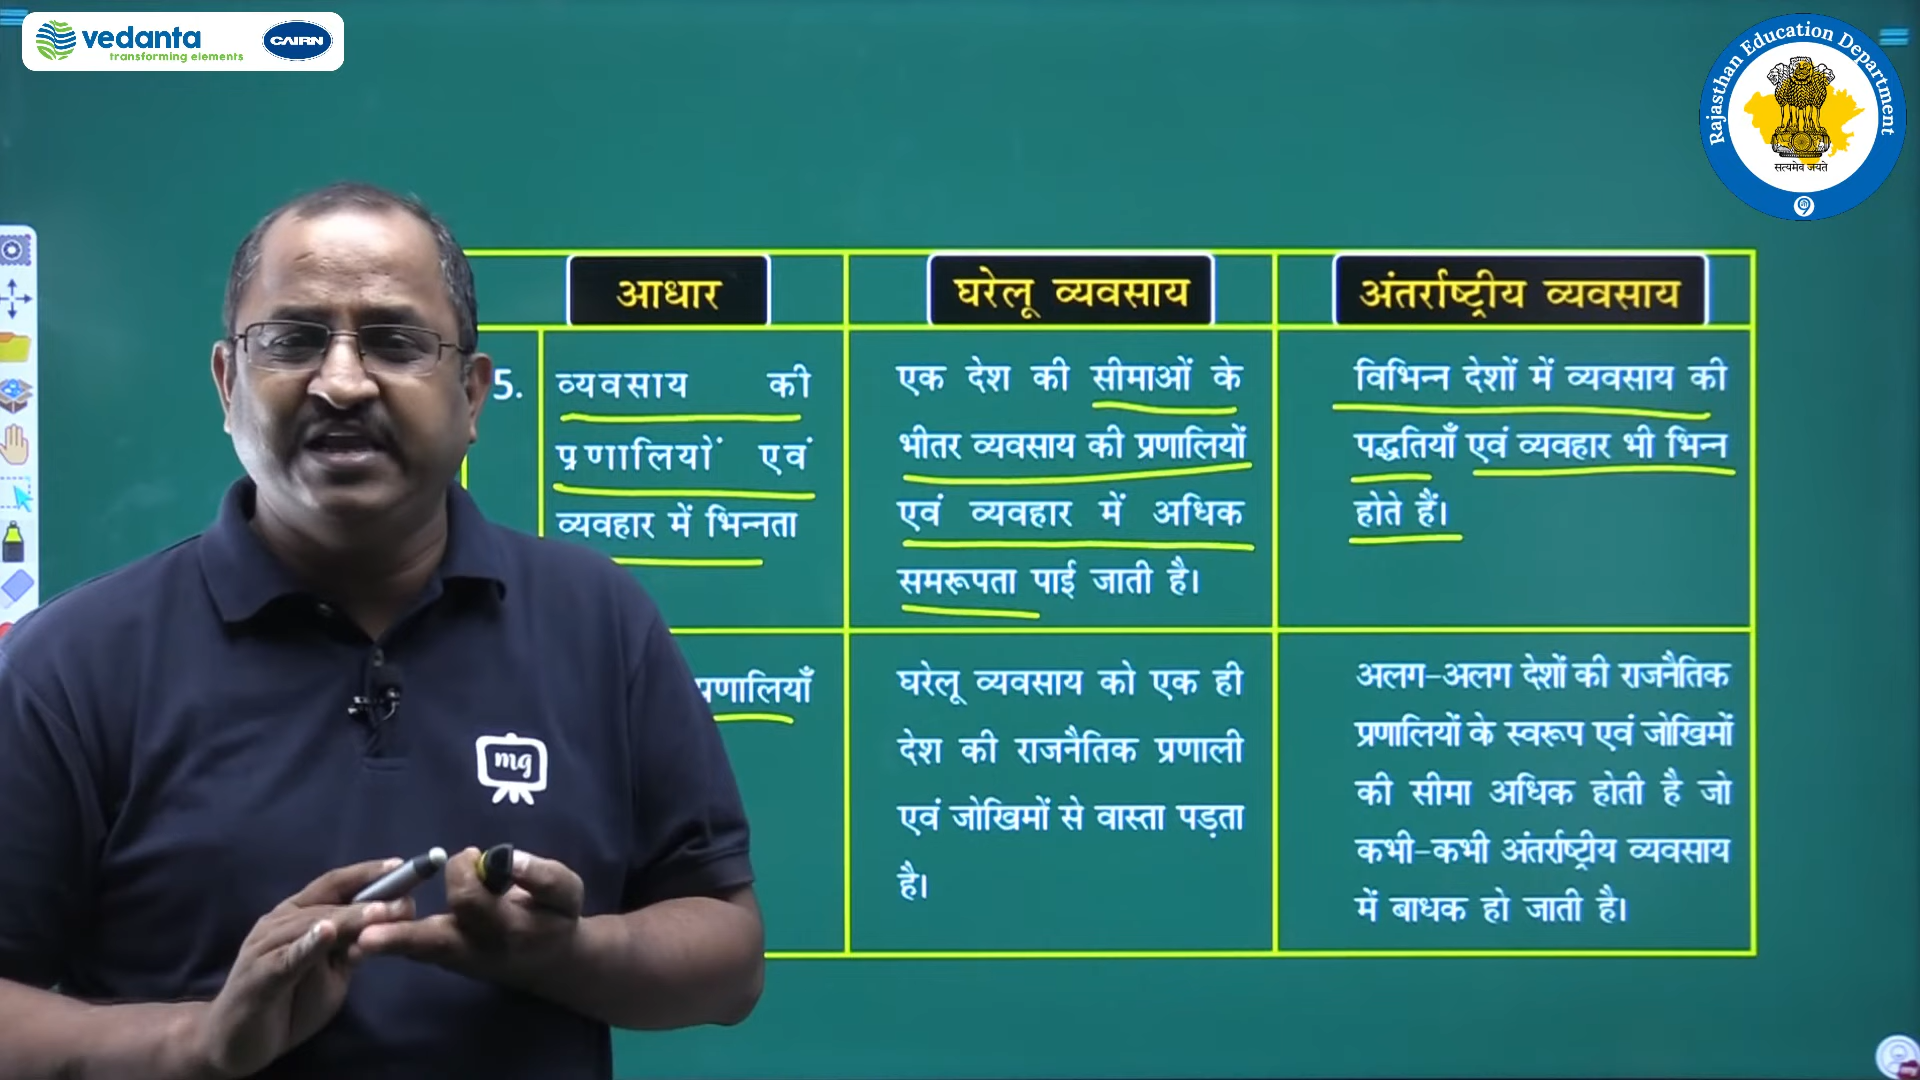 vedanta
transforming elements
CAIRN
Rajasthan Education Department
सत्यमेव जयते
आधार
घरेलू व्यवसाय
अंतर्राष्ट्रीय व्यवसाय
5.
व्यवसाय की
प्रणालियों एवं
व्यवहार में भिन्नता
एक देश की सीमाओं के
भीतर व्यवसाय की प्रणालियों
एवं व्यवहार में अधिक
समरूपता पाई जाती है।
विभिन्न देशों में व्यवसाय की
पद्धतियाँ एवं व्यवहार भी भिन्न
होते हैं।
प्रणालियाँ
घरेलू व्यवसाय को एक ही
देश की राजनैतिक प्रणाली
एवं जोखिमों से वास्ता पड़ता
है।
अलग-अलग देशों की राजनैतिक
प्रणालियों के स्वरूप एवं जोखिमों
की सीमा अधिक होती है जो
कभी-कभी अंतर्राष्ट्रीय व्यवसाय
में बाधक हो जाती है।
mg